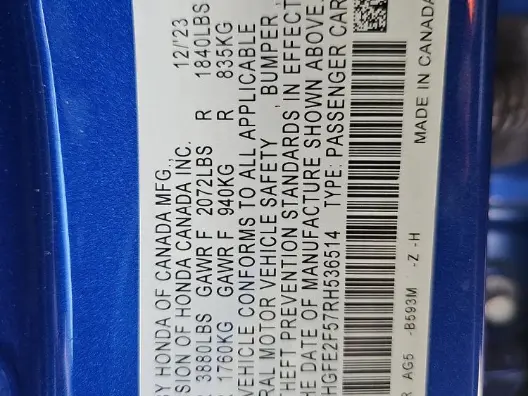 BY HONDA OF CANADA MFG., 12/'23
SION OF HONDA CANADA INC.
3880LBS GAWR F 2072LBS R 1840LBS
1760KG GAWR F 940KG R 835KG
VEHICLE CONFORMS TO ALL APPLICABLE
RAL MOTOR VEHICLE SAFETY, BUMPER,
THEFT PREVENTION STANDARDS IN EFFECT
HE DATE OF MANUFACTURE SHOWN ABOVE.
HGFE2F57RH536514 TYPE: PASSENGER CAR
R AG5 -B593M -Z -H
MADE IN CANADA